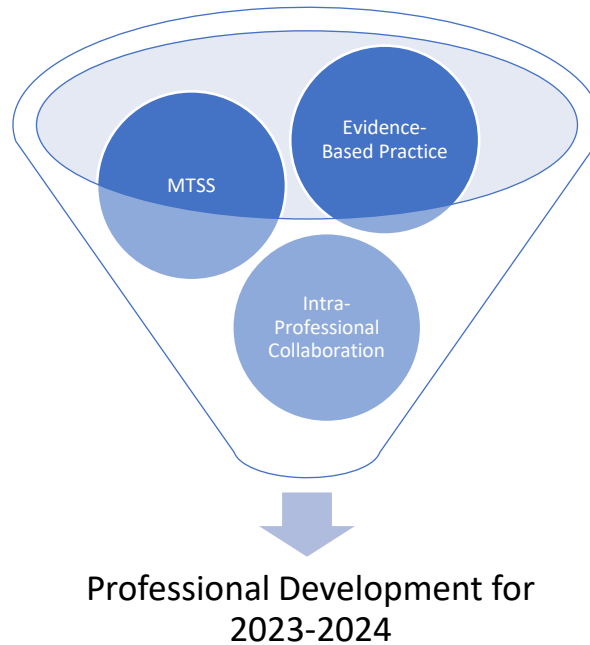 Evidence-
Based Practice
MTSS
Intra-
Professional
Collaboration
Professional Development for
2023-2024